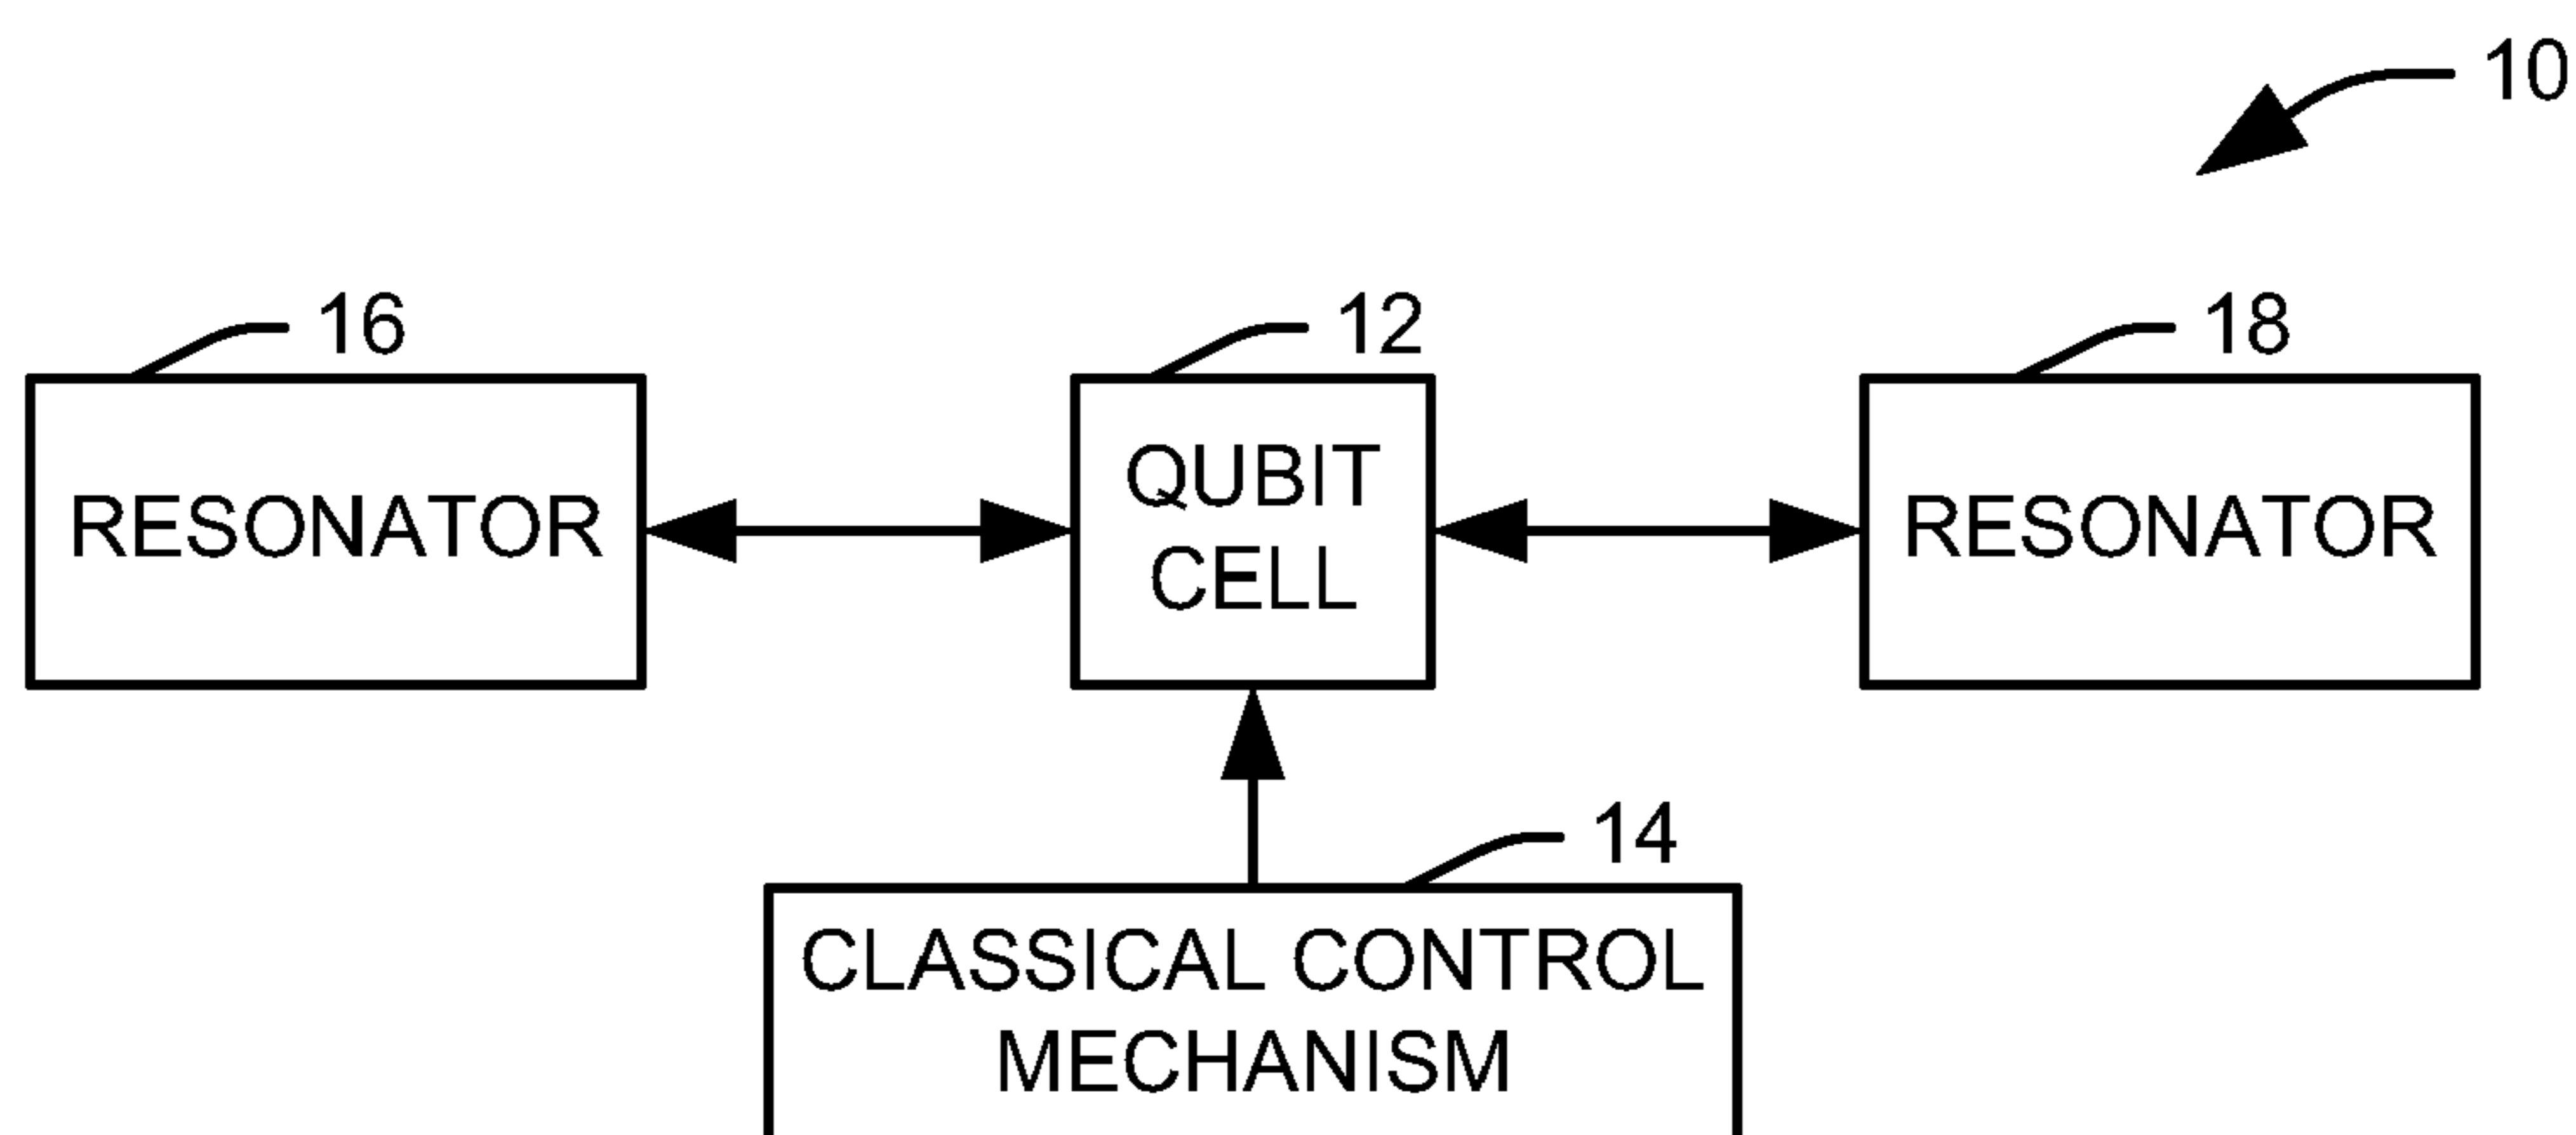 10
16
12
18
QUBIT
CELL
RESONATOR
RESONATOR
14
CLASSICAL CONTROL
MECHANISM